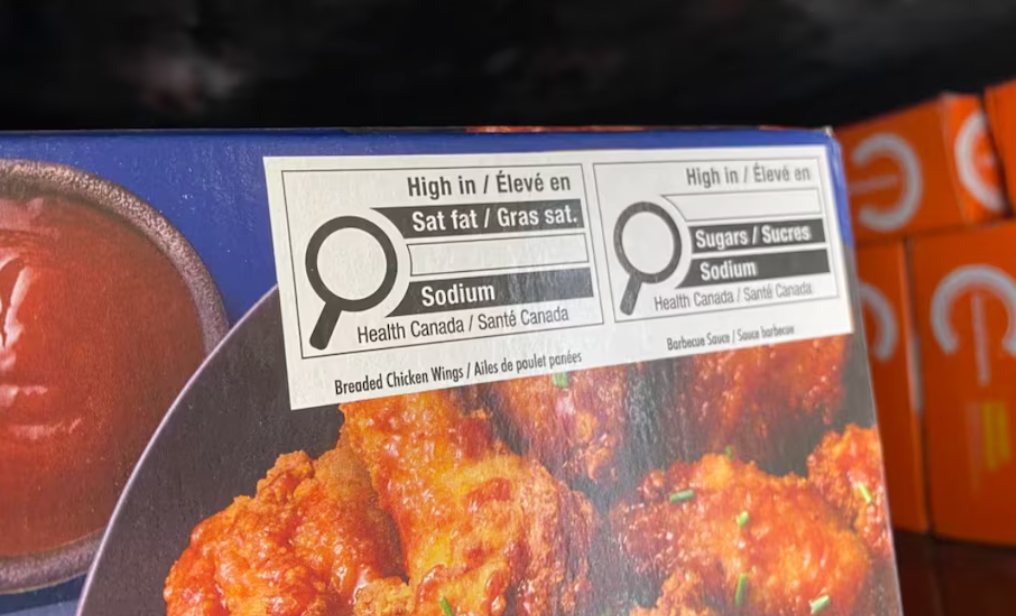 High in / Élevé en
Sat fat / Gras sat.
Sodium
Health Canada / Santé Canada
Breaded Chicken Wings / Ailes de poulet panées
High in / Élevé en
Sugars / Sucres
Sodium
Health Canada / Santé Canada
Barbecue Sauce / Sauce barbecue